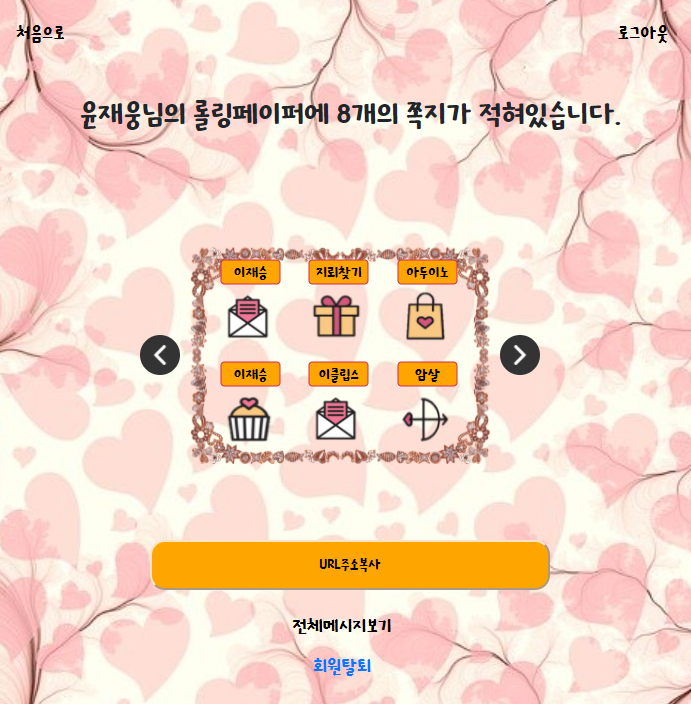 처음으로 로그아웃
윤재웅님의 롤링페이퍼에 8개의 쪽지가 적혀있습니다.
이재승 지뢰찾기 아두이노
이재승 이클립스 암살
URL주소복사
전체메시지보기
회원탈퇴